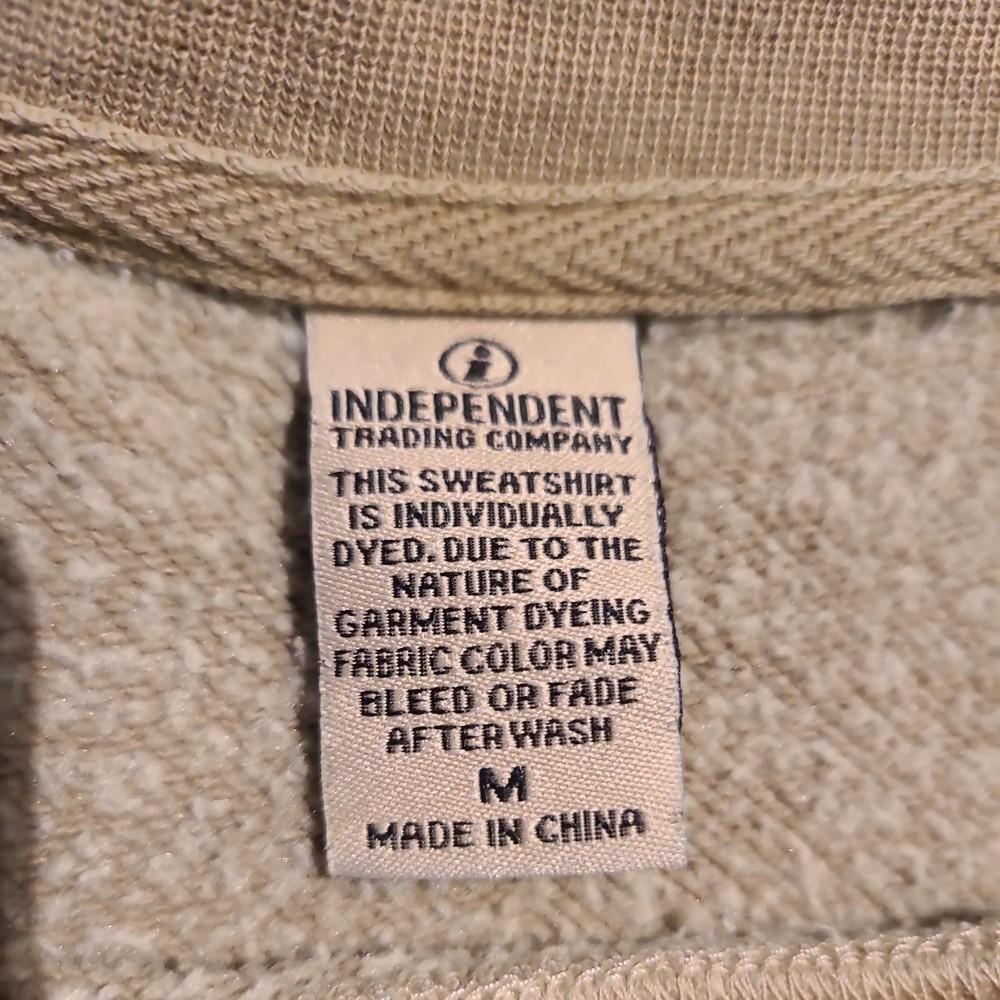 i
INDEPENDENT
TRADING COMPANY
THIS SWEATSHIRT
IS INDIVIDUALLY
DYED. DUE TO THE
NATURE OF
GARMENT DYEING
FABRIC COLOR MAY
BLEED OR FADE
AFTER WASH
M
MADE IN CHINA